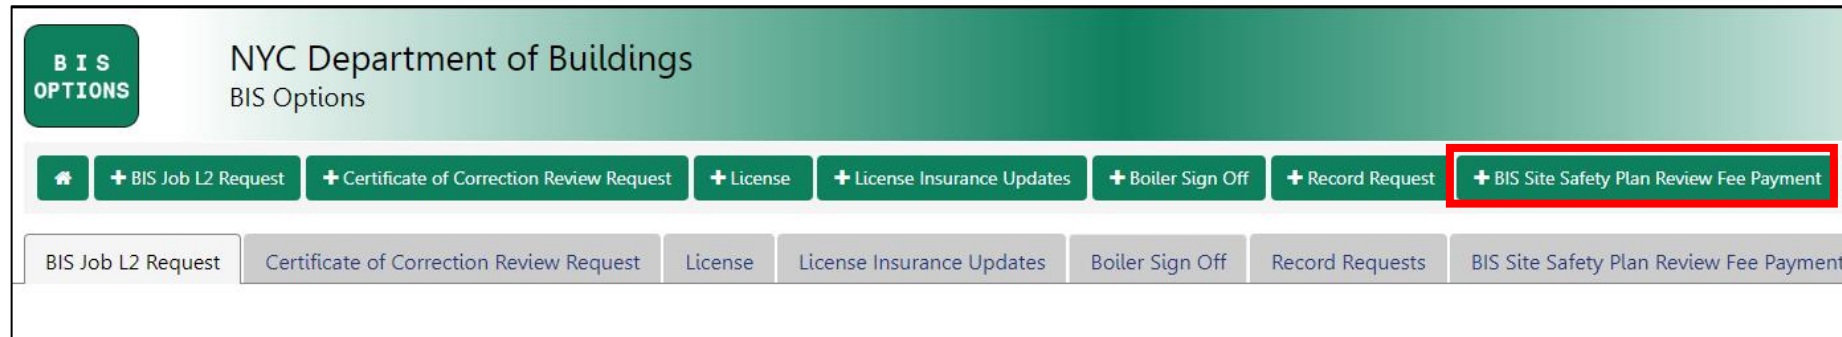 BIS
OPTIONS
NYC Department of Buildings
BIS Options
+ BIS Job L2 Request + Certificate of Correction Review Request + License + License Insurance Updates + Boiler Sign Off + Record Request + BIS Site Safety Plan Review Fee Payment
BIS Job L2 Request Certificate of Correction Review Request License License Insurance Updates Boiler Sign Off Record Requests BIS Site Safety Plan Review Fee Payment